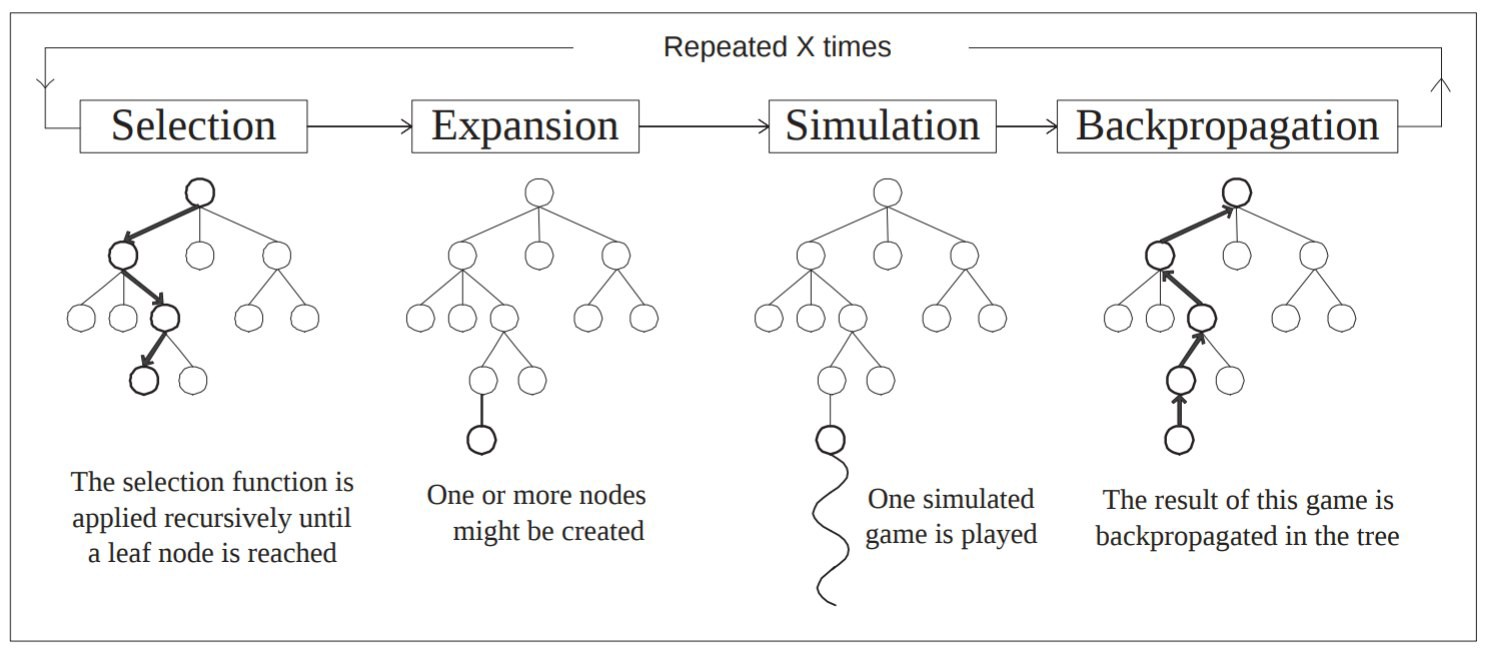 Repeated X times
Selection
Expansion
Simulation
Backpropagation
The selection function is
applied recursively until
a leaf node is reached
One or more nodes
might be created
One simulated
game is played
The result of this game is
backpropagated in the tree